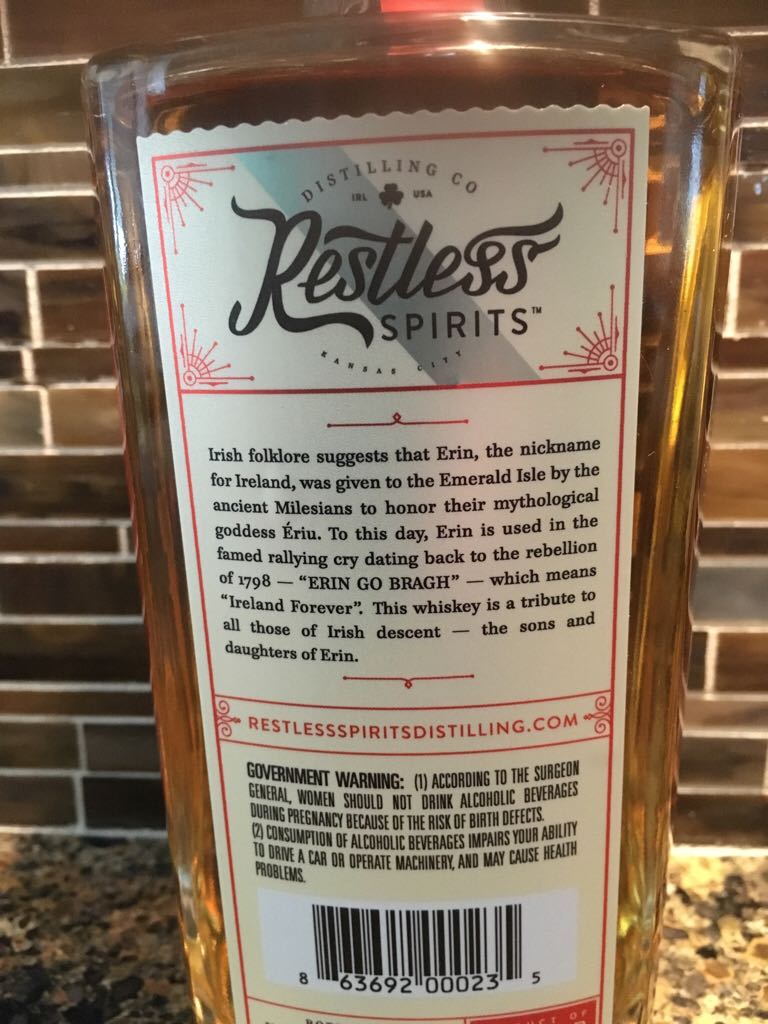 DISTILLING CO
IRL USA
Restless
SPIRITS™
KANSAS CITY
Irish folklore suggests that Erin, the nickname
for Ireland, was given to the Emerald Isle by the
ancient Milesians to honor their mythological
goddess Ériu. To this day, Erin is used in the
famed rallying cry dating back to the rebellion
of 1798 — “ERIN GO BRAGH” — which means
“Ireland Forever”. This whiskey is a tribute to
all those of Irish descent — the sons and
daughters of Erin.
RESTLESSSPIRITSDISTILLING.COM
GOVERNMENT WARNING: (1) ACCORDING TO THE SURGEON
GENERAL, WOMEN SHOULD NOT DRINK ALCOHOLIC BEVERAGES
DURING PREGNANCY BECAUSE OF THE RISK OF BIRTH DEFECTS.
(2) CONSUMPTION OF ALCOHOLIC BEVERAGES IMPAIRS YOUR ABILITY
TO DRIVE A CAR OR OPERATE MACHINERY, AND MAY CAUSE HEALTH
PROBLEMS.
8 63692 00023 5
OF